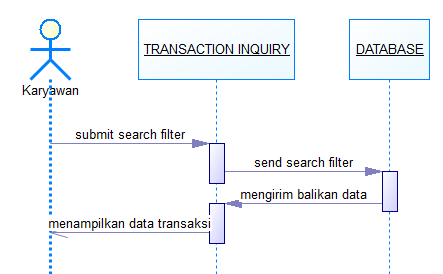 TRANSACTION INQUIRY
DATABASE
Karyawan
submit search filter
send search filter
mengirim balikan data
menampilkan data transaksi